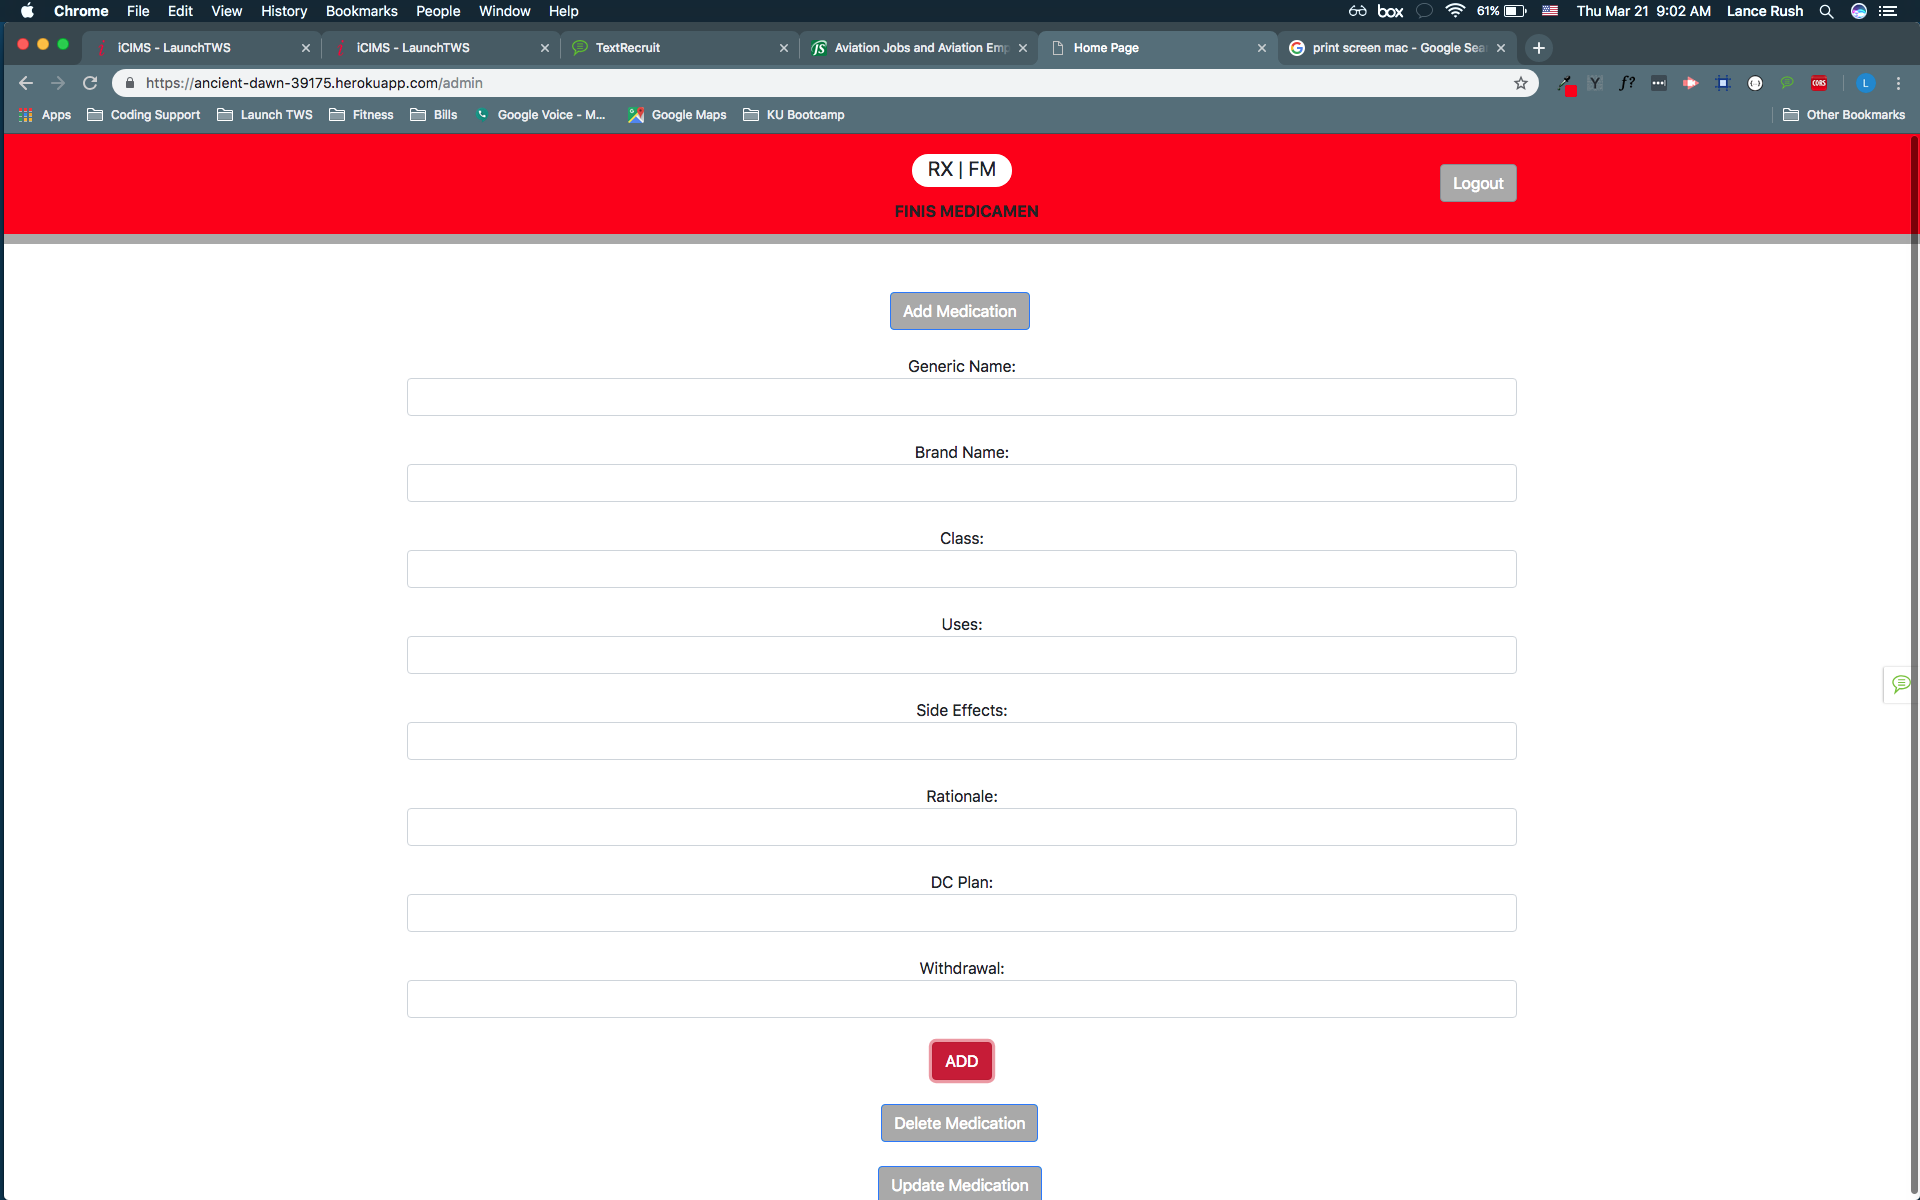 Chrome File Edit View History Bookmarks People Window Help box 61% Thu Mar 21 9:02 AM Lance Rush
iCIMS - LaunchTWS iCIMS - LaunchTWS TextRecruit Aviation Jobs and Aviation Emp Home Page print screen mac - Google Sea
https://ancient-dawn-39175.herokuapp.com/admin f? CORS L
Apps Coding Support Launch TWS Fitness Bills Google Voice - M... Google Maps KU Bootcamp Other Bookmarks
RX | FM
Logout
FINIS MEDICAMEN
Add Medication
Generic Name:
Brand Name:
Class:
Uses:
Side Effects:
Rationale:
DC Plan:
Withdrawal:
ADD
Delete Medication
Update Medication